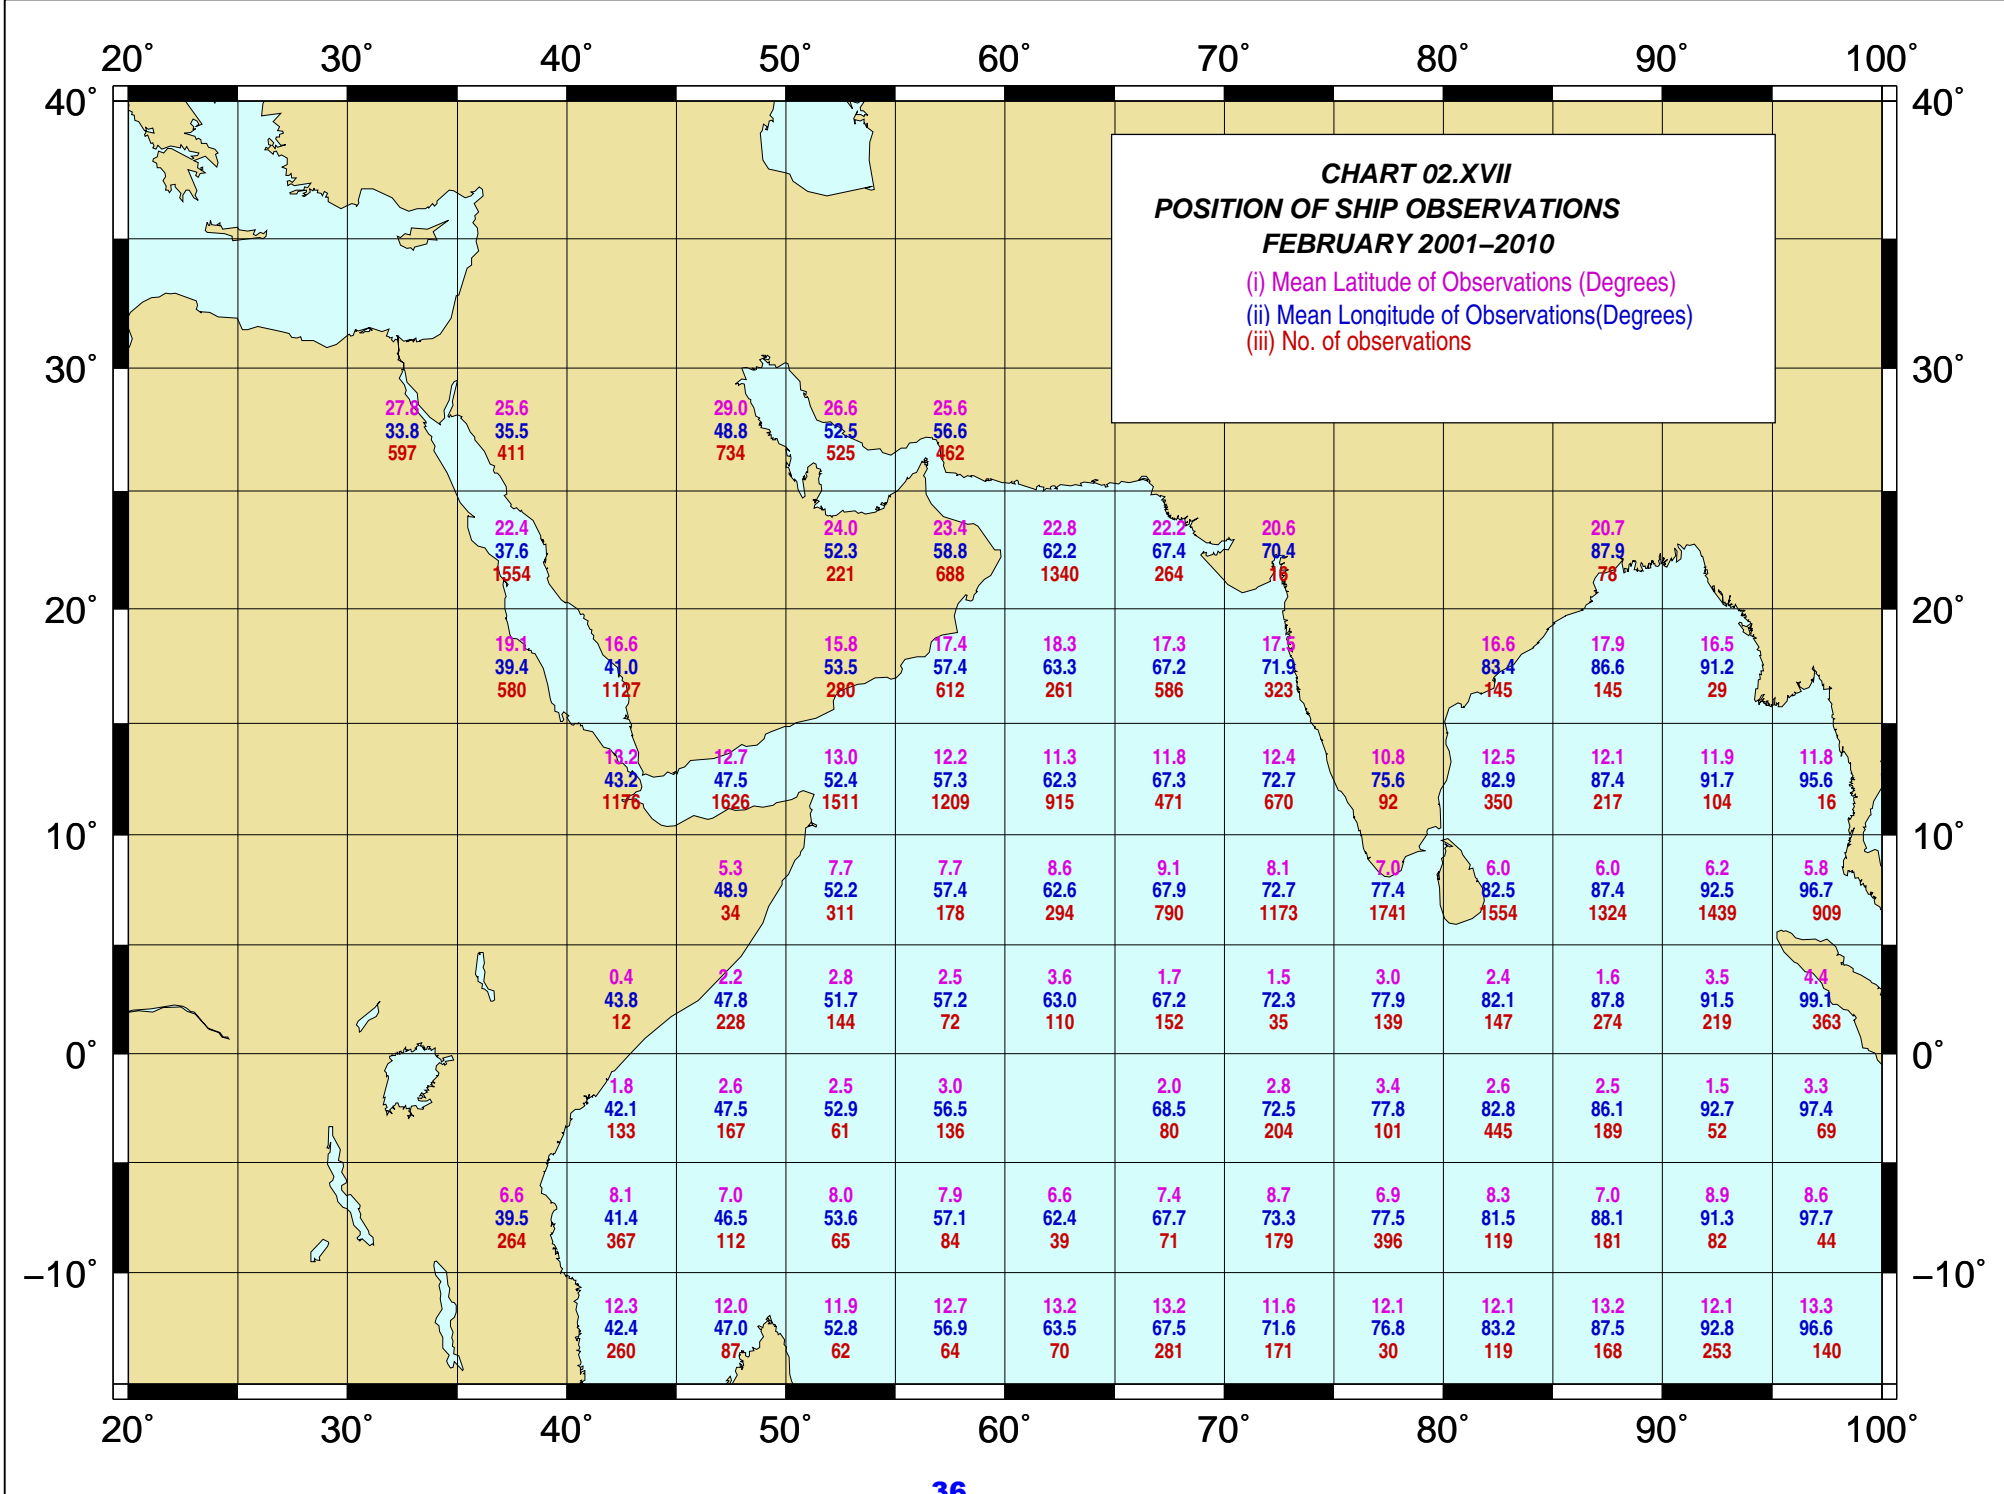 20° 30° 40° 50° 60° 70° 80° 90° 100°
40° 40°
CHART 02.XVII
POSITION OF SHIP OBSERVATIONS
FEBRUARY 2001–2010
(i) Mean Latitude of Observations (Degrees)
(ii) Mean Longitude of Observations(Degrees)
(iii) No. of observations
30° 30°
27.8 25.6 29.0 26.6 25.6
33.8 35.5 48.8 52.5 56.6
597 411 734 525 462
22.4 24.0 23.4 22.8 22.2 20.6 20.7
37.6 52.3 58.8 62.2 67.4 70.4 87.9
1554 221 688 1340 264 16 78
20° 20°
19.1 16.6 15.8 17.4 18.3 17.3 17.5 16.6 17.9 16.5
39.4 41.0 53.5 57.4 63.3 67.2 71.9 83.4 86.6 91.2
580 1127 280 612 261 586 323 145 145 29
13.2 12.7 13.0 12.2 11.3 11.8 12.4 10.8 12.5 12.1 11.9 11.8
43.2 47.5 52.4 57.3 62.3 67.3 72.7 75.6 82.9 87.4 91.7 95.6
1176 1626 1511 1209 915 471 670 92 350 217 104 16
10° 10°
5.3 7.7 7.7 8.6 9.1 8.1 7.0 6.0 6.0 6.2 5.8
48.9 52.2 57.4 62.6 67.9 72.7 77.4 82.5 87.4 92.5 96.7
34 311 178 294 790 1173 1741 1554 1324 1439 909
0.4 2.2 2.8 2.5 3.6 1.7 1.5 3.0 2.4 1.6 3.5 4.4
43.8 47.8 51.7 57.2 63.0 67.2 72.3 77.9 82.1 87.8 91.5 99.1
12 228 144 72 110 152 35 139 147 274 219 363
0° 0°
1.8 2.6 2.5 3.0 2.0 2.8 3.4 2.6 2.5 1.5 3.3
42.1 47.5 52.9 56.5 68.5 72.5 77.8 82.8 86.1 92.7 97.4
133 167 61 136 80 204 101 445 189 52 69
6.6 8.1 7.0 8.0 7.9 6.6 7.4 8.7 6.9 8.3 7.0 8.9 8.6
39.5 41.4 46.5 53.6 57.1 62.4 67.7 73.3 77.5 81.5 88.1 91.3 97.7
264 367 112 65 84 39 71 179 396 119 181 82 44
–10° –10°
12.3 12.0 11.9 12.7 13.2 13.2 11.6 12.1 12.1 13.2 12.1 13.3
42.4 47.0 52.8 56.9 63.5 67.5 71.6 76.8 83.2 87.5 92.8 96.6
260 87 62 64 70 281 171 30 119 168 253 140
20° 30° 40° 50° 60° 70° 80° 90° 100°
36